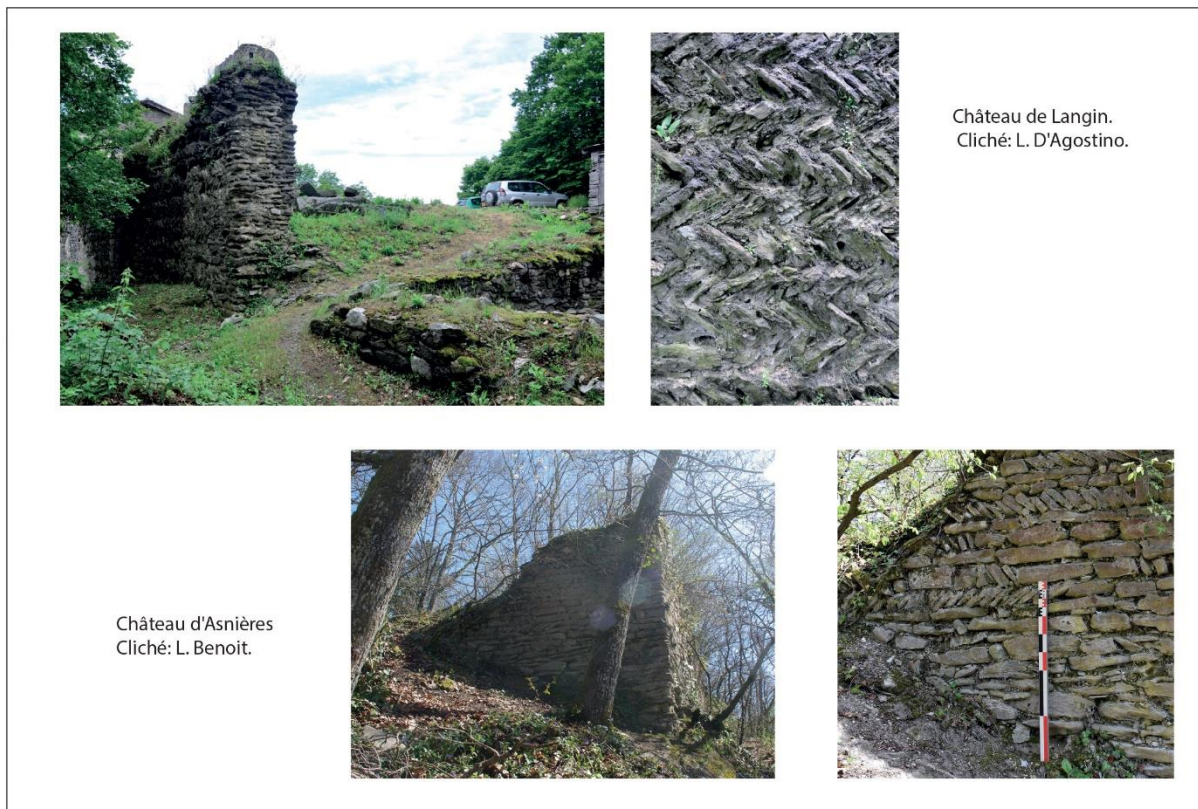 Château de Langin.
Cliché: L. D'Agostino.
Château d'Asnières
Cliché: L. Benoit.